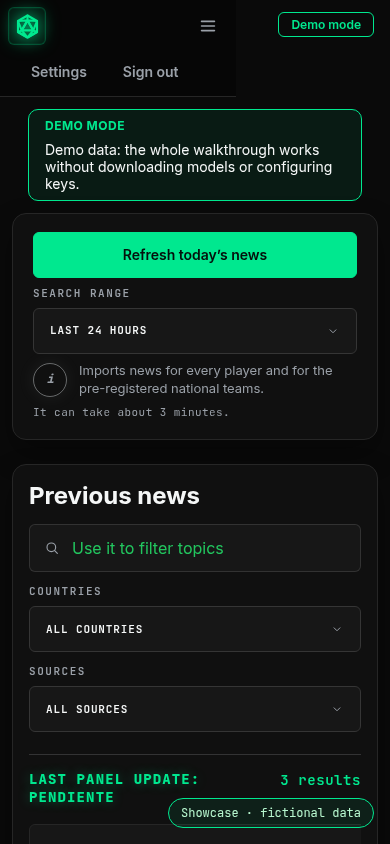 Demo mode
Settings
Sign out
DEMO MODE
Demo data: the whole walkthrough works
without downloading models or configuring
keys.
Refresh today's news
SEARCH RANGE
LAST 24 HOURS
i
Imports news for every player and for the
pre-registered national teams.
It can take about 3 minutes.
Previous news
Use it to filter topics
COUNTRIES
ALL COUNTRIES
SOURCES
ALL SOURCES
LAST PANEL UPDATE:
PENDIENTE
3 results
Showcase · fictional data